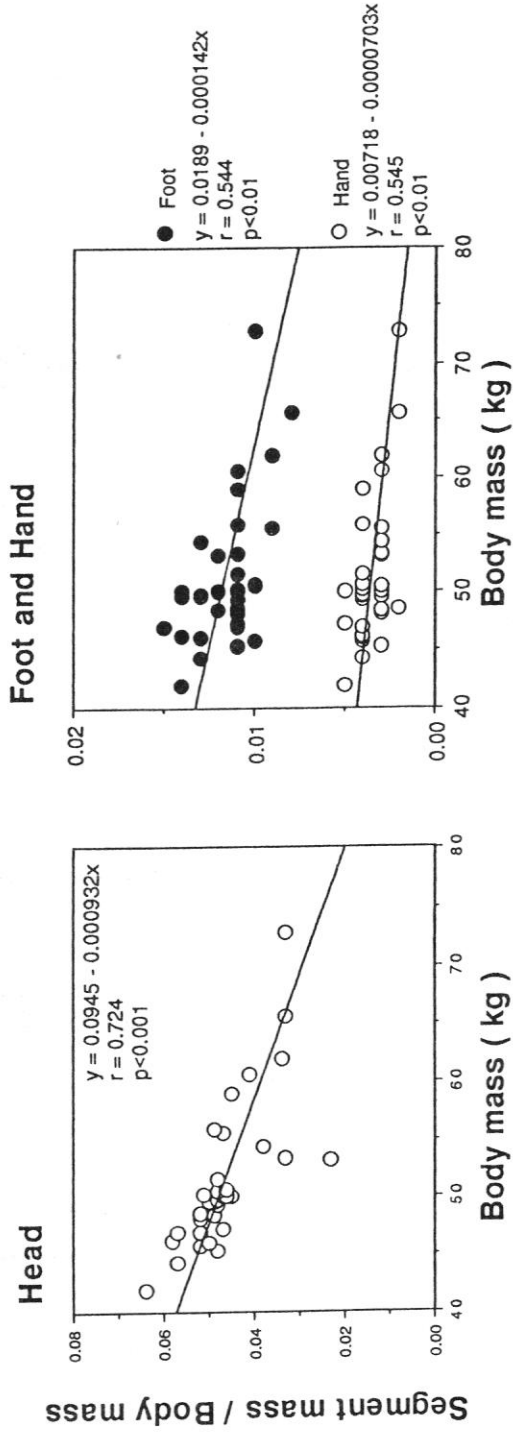 Head
Segment mass / Body mass
0.08
0.06
0.04
0.02
0.00
y = 0.0945 - 0.000932x
r = 0.724
p<0.001
40
50
60
70
80
Body mass ( kg )
Foot and Hand
0.02
0.01
0.00
40
50
60
70
80
Body mass ( kg )
Foot
y = 0.0189 - 0.000142x
r = 0.544
p<0.01
Hand
y = 0.00718 - 0.0000703x
r = 0.545
p<0.01